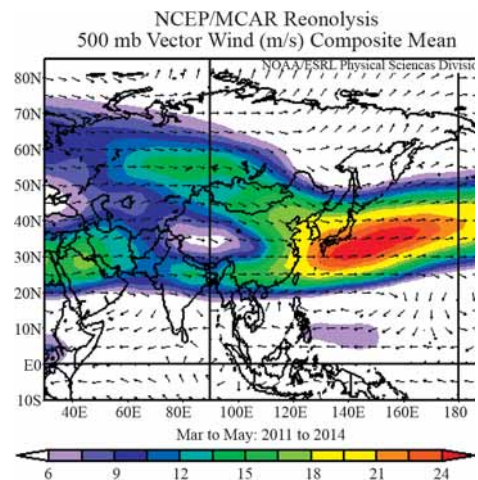 NCEP/MCAR Reonolysis
500 mb Vector Wind (m/s) Composite Mean
NOAA/ESRL Physical Sciencas Divisio
80N
70N
60N
50N
40N
30N
20N
10N
E0
10S
40E 60E 80E 100E 120E 140E 160E 180
Mar to May: 2011 to 2014
6 9 12 15 18 21 24